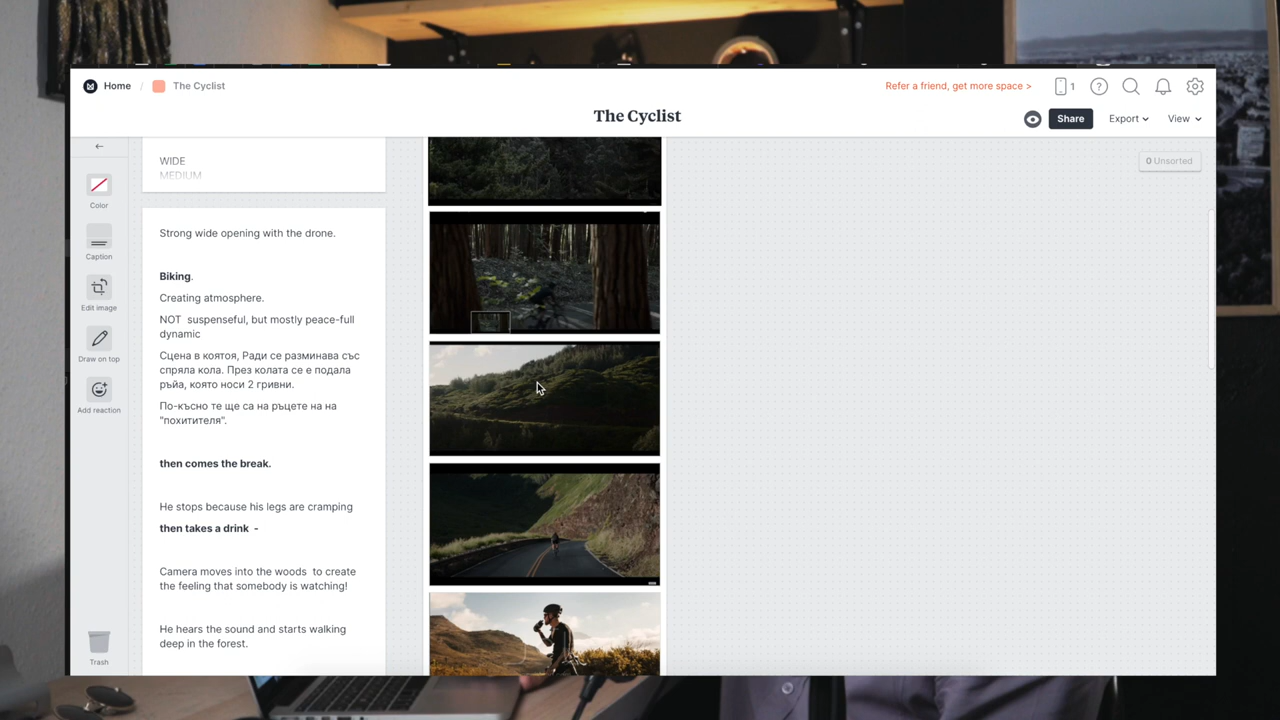 Home / The Cyclist
Refer a friend, get more space >
1
?
The Cyclist
Share
Export
View
0 Unsorted
Color
Caption
Edit image
Draw on top
Add reaction
Trash
WIDE
MEDIUM
Strong wide opening with the drone.
Biking.
Creating atmosphere.
NOT suspenseful, but mostly peace-full
dynamic
Сцена в коятоя, Ради се разминава със
спряла кола. През колата се е подала
ръйа, която носи 2 гривни.
По-късно те ще са на ръцете на на
"похитителя".
then comes the break.
He stops because his legs are cramping
then takes a drink -
Camera moves into the woods to create
the feeling that somebody is watching!
He hears the sound and starts walking
deep in the forest.